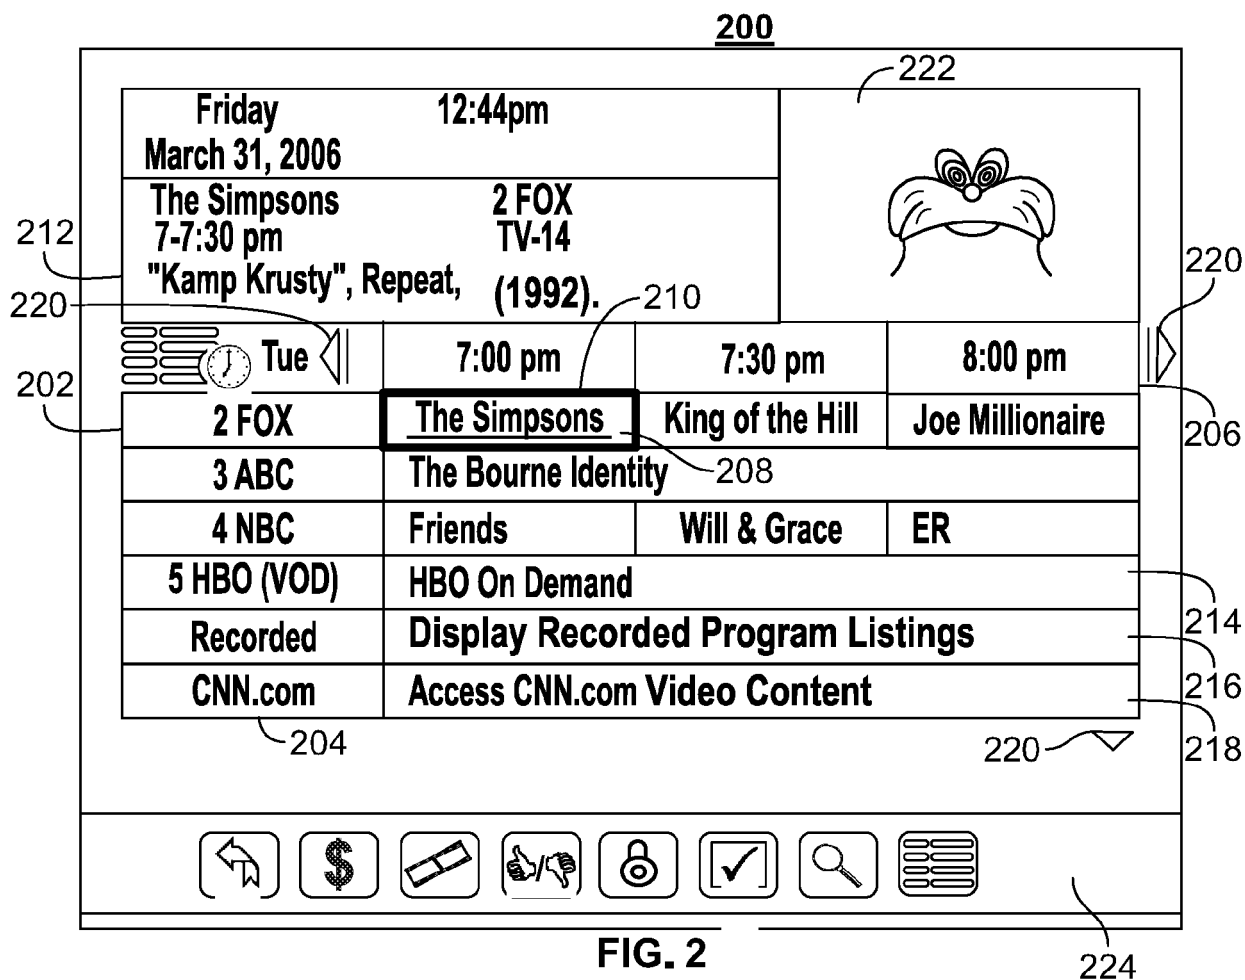 200
222
Friday 12:44pm
March 31, 2006
The Simpsons 2 FOX
7-7:30 pm TV-14
"Kamp Krusty", Repeat, (1992).
212
220
210
220
Tue 7:00 pm 7:30 pm 8:00 pm
202
2 FOX The Simpsons King of the Hill Joe Millionaire
206
3 ABC The Bourne Identity
208
4 NBC Friends Will & Grace ER
5 HBO (VOD) HBO On Demand
214
Recorded Display Recorded Program Listings
216
CNN.com Access CNN.com Video Content
204
220
218
$
FIG. 2
224